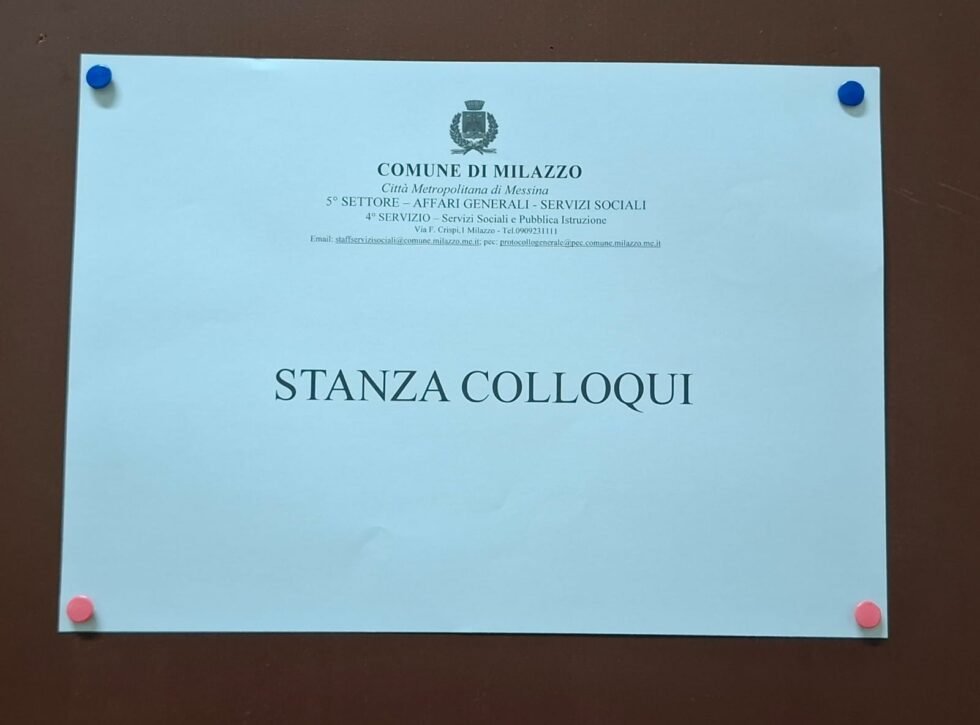 COMUNE DI MILAZZO
Città Metropolitana di Messina
5° SETTORE – AFFARI GENERALI - SERVIZI SOCIALI
4° SERVIZIO – Servizi Sociali e Pubblica Istruzione
Via F. Crispi,1 Milazzo - Tel.0909231111
Email: staffservizisociali@comune.milazzo.me.it; pec: protocollogenerale@pec.comune.milazzo.me.it
STANZA COLLOQUI